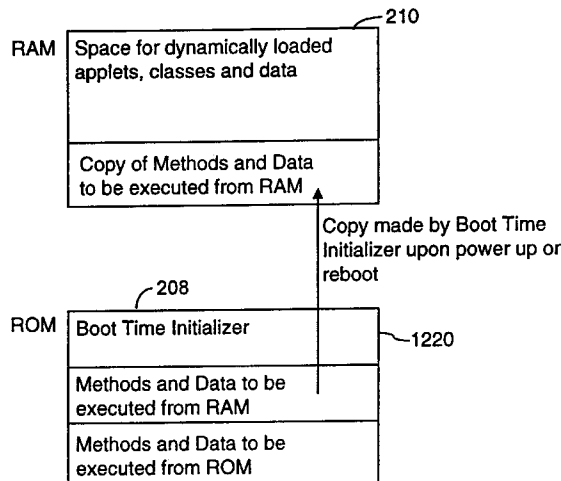 210
RAM
Space for dynamically loaded
applets, classes and data
Copy of Methods and Data
to be executed from RAM
Copy made by Boot Time
Initializer upon power up or
reboot
208
ROM
Boot Time Initializer
1220
Methods and Data to be
executed from RAM
Methods and Data to be
executed from ROM